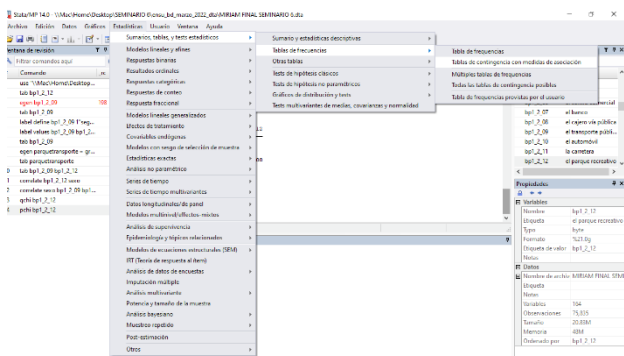 Stata/MP 14.0 - \\Mac\Home\Desktop\SEMINARIO 6\ensu_bd_marzo_2022_dta\MIRIAM FINAL SEMINARIO 6.dta
Archivo Edición Datos Gráficos Estadísticas Usuario Ventana Ayuda
Ventana de revisión
Filtrar comandos aquí
Comando _rc
use "\\Mac\Home\Desktop...
tab bp1_2_12
egen bp1_2_09 198
tab bp1_2_09
label define bp1_2_09 1"seg...
label values bp1_2_09 bp1_2...
tab bp1_2_09
egen parquetransporte = gr...
tab parquetransporte
tab bp1_2_09 bp1_2_12
correlate bp1_2_12 sexo
correlate sexo bp1_2_09 bp1...
qchi bp1_2_12
pchi bp1_2_12
Sumarios, tablas, y tests estadísticos
Modelos lineales y afines
Respuestas binarias
Resultados ordinales
Respuestas categóricas
Respuestas de conteo
Respuesta fraccional
Modelos lineales generalizados
Efectos de tratamiento
Covariables endógenas
Modelos con sesgo de selección de muestra
Estadísticas exactas
Análisis no paramétrico
Series de tiempo
Series de tiempo multivariantes
Datos longitudinales/de panel
Modelos multinivel/effectos-mixtos
Análisis de supervivencia
Epidemiología y tópicos relacionados
Modelos de ecuaciones estructurales (SEM)
IRT (Teoría de respuesta al ítem)
Análisis de datos de encuestas
Imputación múltiple
Análisis multivariante
Potencia y tamaño de la muestra
Análisis bayesiano
Muestreo repetido
Post-estimación
Otros
Sumario y estadísticas descriptivas
Tablas de frecuencias
Otras tablas
Tests de hipótesis clásicos
Tests de hipótesis no paramétricos
Gráficos de distribución y tests
Tests multivariantes de medias, covarianzas y normalidad
Tabla de frecuencias
Tablas de contingencia con medidas de asociación
Múltiples tablas de frecuencias
Todas las tablas de contingencia posibles
Tabla de frecuencias provistas por el usuario
bp1_2_07 el banco
bp1_2_08 el cajero vía pública
bp1_2_09 el transporte públi...
bp1_2_10 el automóvil
bp1_2_11 la carretera
bp1_2_12 el parque recreativo
Propiedades
Variables
Nombre bp1_2_12
Etiqueta el parque recreativo
Tipo byte
Formato %21.0g
Etiqueta de valor bp1_2_12
Notas
Datos
Nombre de archiv MIRIAM FINAL SEMI
Etiqueta
Notas
Variables 164
Observaciones
Tamaño
Memoria
Ordenado por bp1_2_12